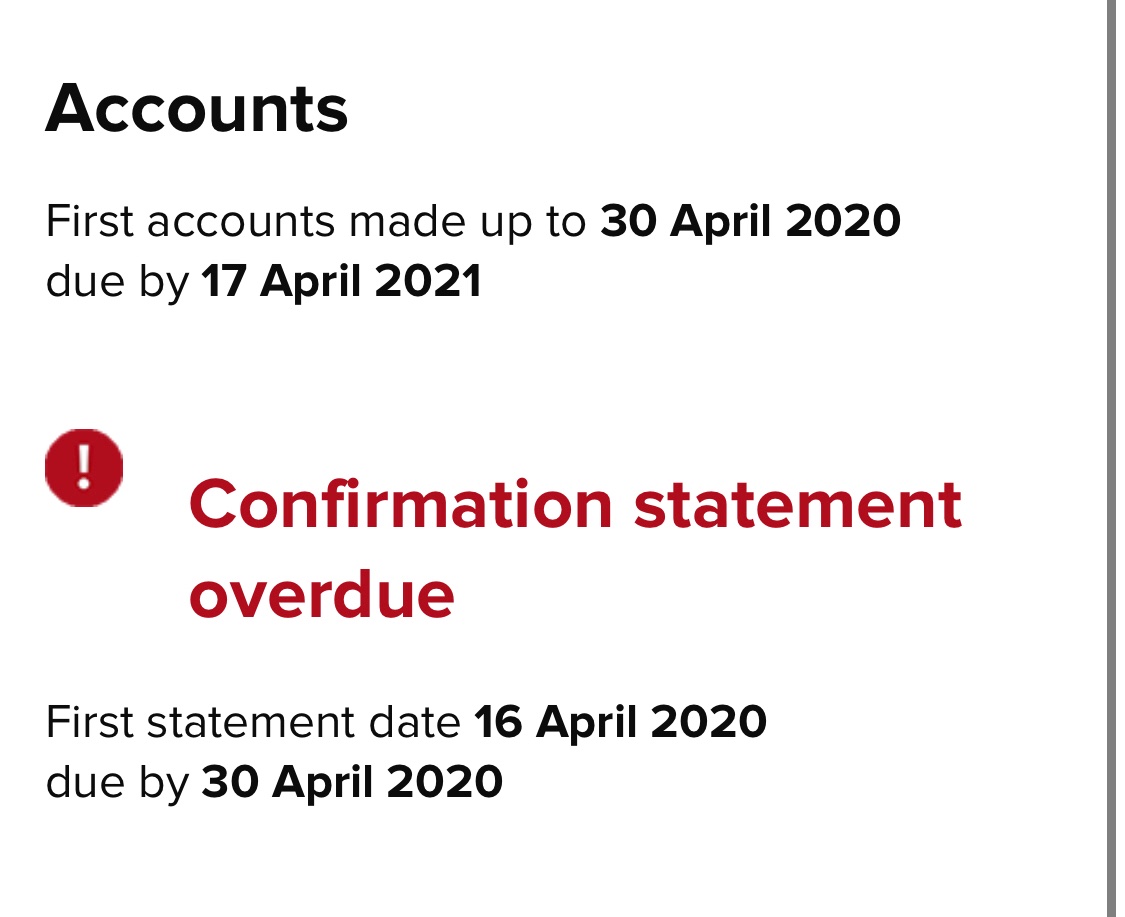 Accounts
First accounts made up to 30 April 2020
due by 17 April 2021
!
Confirmation statement
overdue
First statement date 16 April 2020
due by 30 April 2020